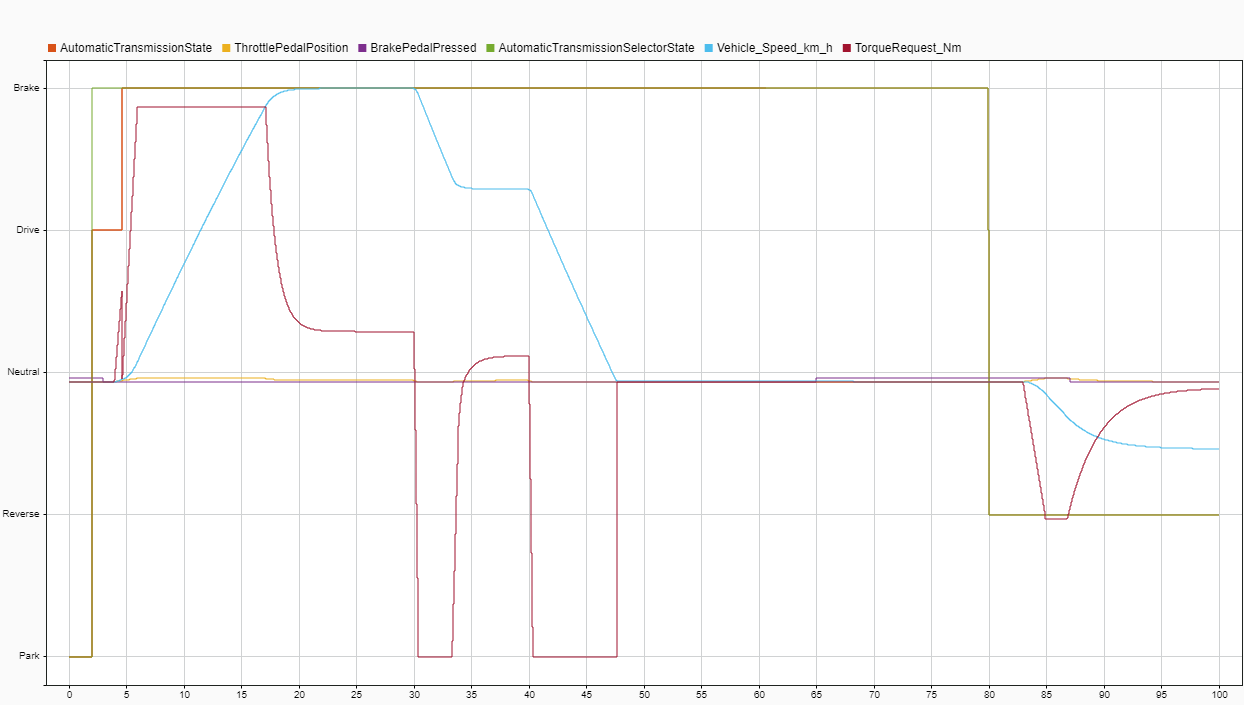 AutomaticTransmissionState ThrottlePedalPosition BrakePedalPressed AutomaticTransmissionSelectorState Vehicle_Speed_km_h TorqueRequest_Nm
Brake
Drive
Neutral
Reverse
Park
0 5 10 15 20 25 30 35 40 45 50 55 60 65 70 75 80 85 90 95 100